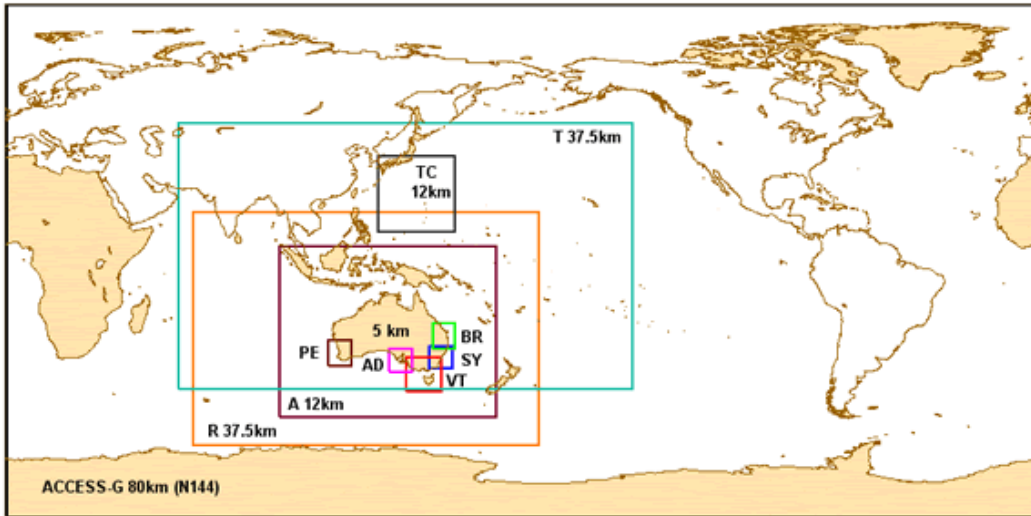 T 37.5km
TC
12km
5 km
BR
PE
SY
AD
VT
A 12km
R 37.5km
ACCESS-G 80km (N144)